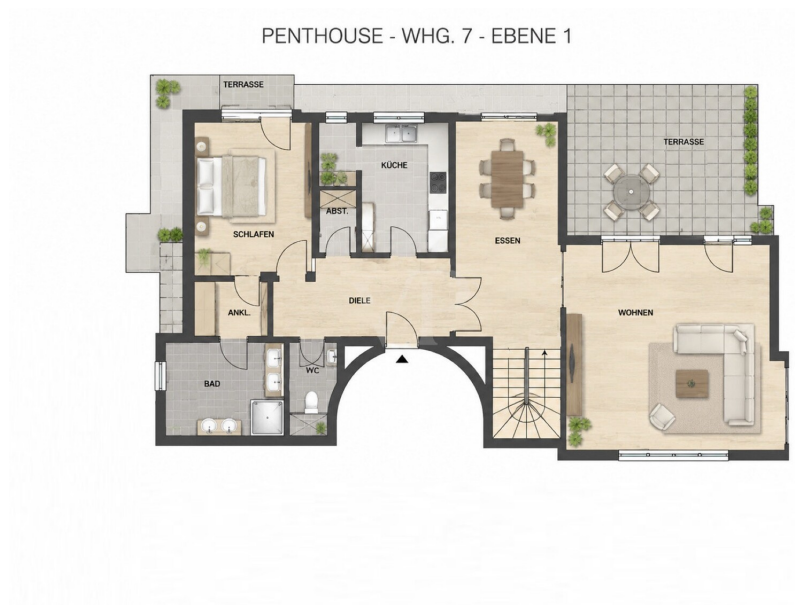 PENTHOUSE - WHG. 7 - EBENE 1
TERRASSE
TERRASSE
KÜCHE
ABST.
SCHLAFEN
ESSEN
DIELE
ANKL.
WOHNEN
WC
BAD